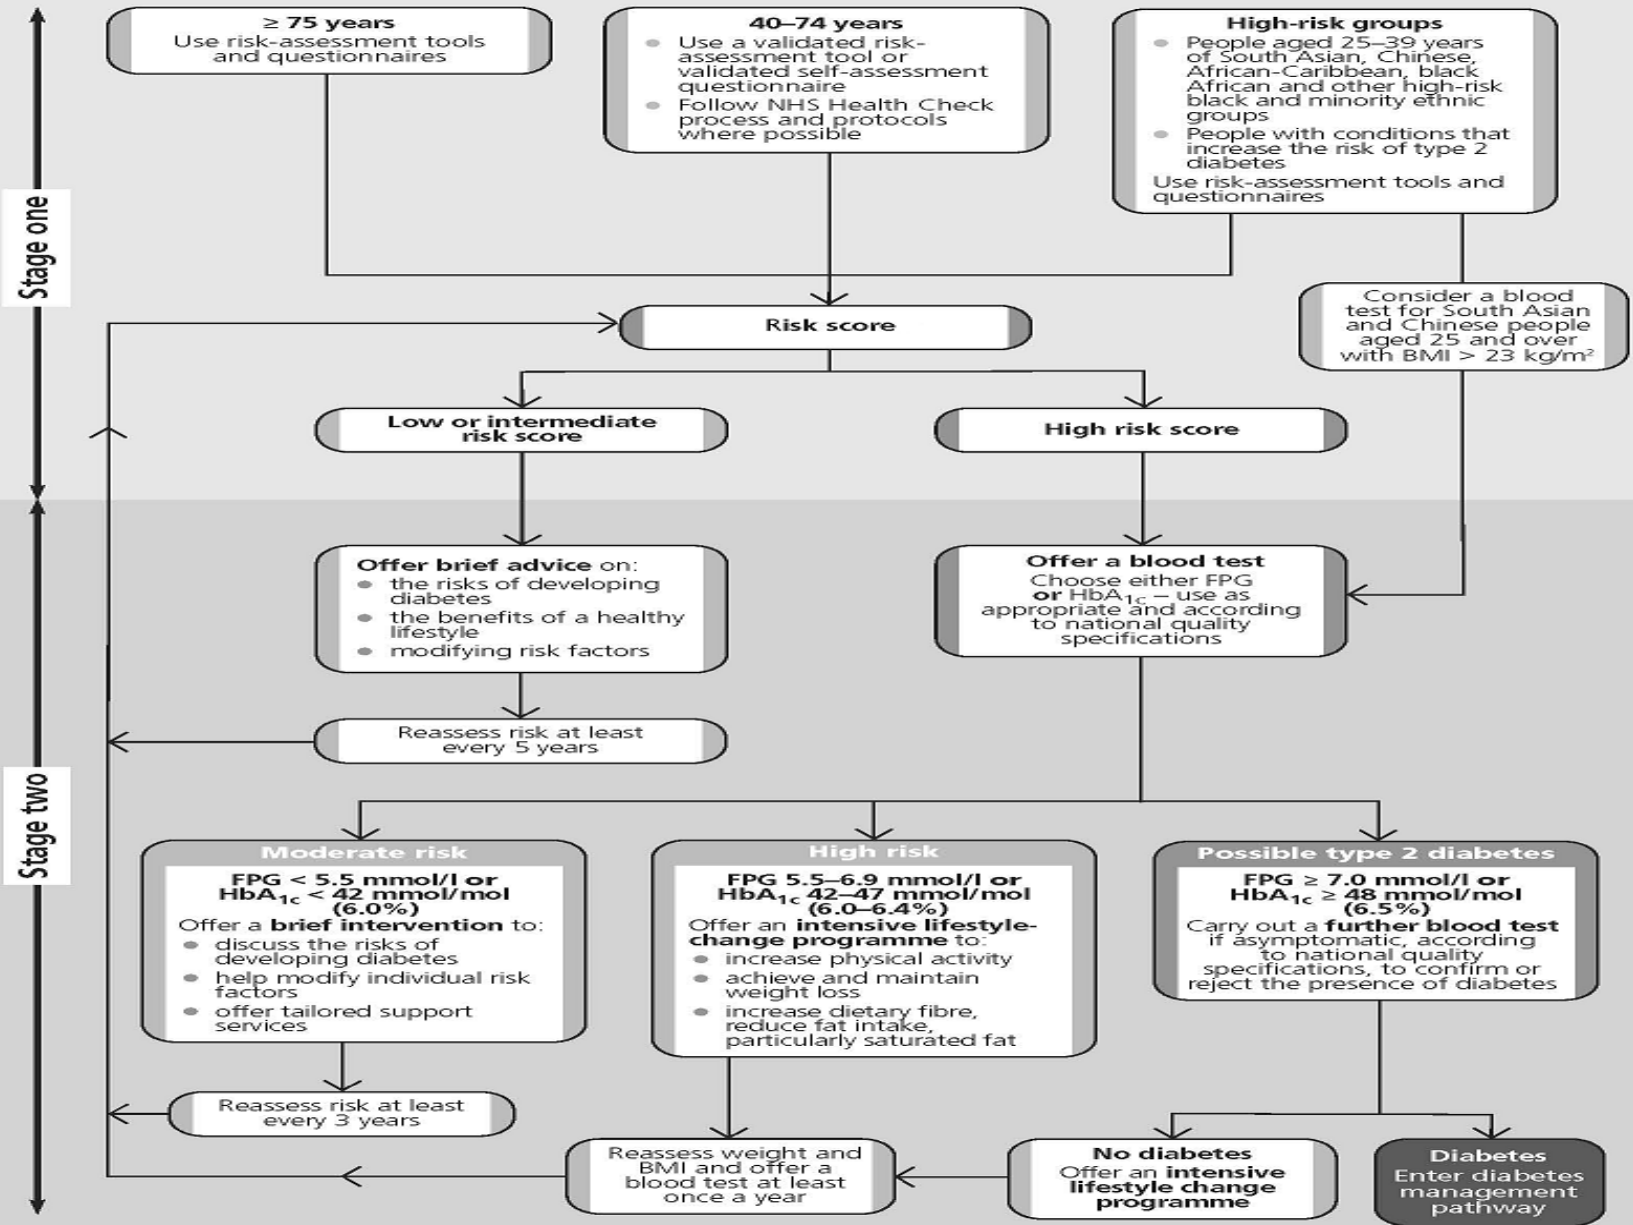 ≥ 75 years
Use risk-assessment tools
and questionnaires
40–74 years
Use a validated risk-
assessment tool or
validated self-assessment
questionnaire
Follow NHS Health Check
process and protocols
where possible
High-risk groups
People aged 25–39 years
of South Asian, Chinese,
African-Caribbean, black
African and other high-risk
black and minority ethnic
groups
People with conditions that
increase the risk of type 2
diabetes
Use risk-assessment tools and
questionnaires
Stage one
Consider a blood
test for South Asian
and Chinese people
aged 25 and over
with BMI > 23 kg/m²
Risk score
Low or intermediate
risk score
High risk score
Offer brief advice on:
the risks of developing
diabetes
the benefits of a healthy
lifestyle
modifying risk factors
Offer a blood test
Choose either FPG
or HbA1c – use as
appropriate and according
to national quality
specifications
Reassess risk at least
every 5 years
Stage two
Moderate risk
FPG < 5.5 mmol/l or
HbA1c < 42 mmol/mol
(6.0%)
Offer a brief intervention to:
discuss the risks of
developing diabetes
help modify individual risk
factors
offer tailored support
services
High risk
FPG 5.5–6.9 mmol/l or
HbA1c 42–47 mmol/mol
(6.0–6.4%)
Offer an intensive lifestyle-
change programme to:
increase physical activity
achieve and maintain
weight loss
increase dietary fibre,
reduce fat intake,
particularly saturated fat
Possible type 2 diabetes
FPG ≥ 7.0 mmol/l or
HbA1c ≥ 48 mmol/mol
(6.5%)
Carry out a further blood test
if asymptomatic, according
to national quality
specifications, to confirm or
reject the presence of diabetes
Reassess risk at least
every 3 years
Reassess weight and
BMI and offer a
blood test at least
once a year
No diabetes
Offer an intensive
lifestyle change
programme
Diabetes
Enter diabetes
management
pathway